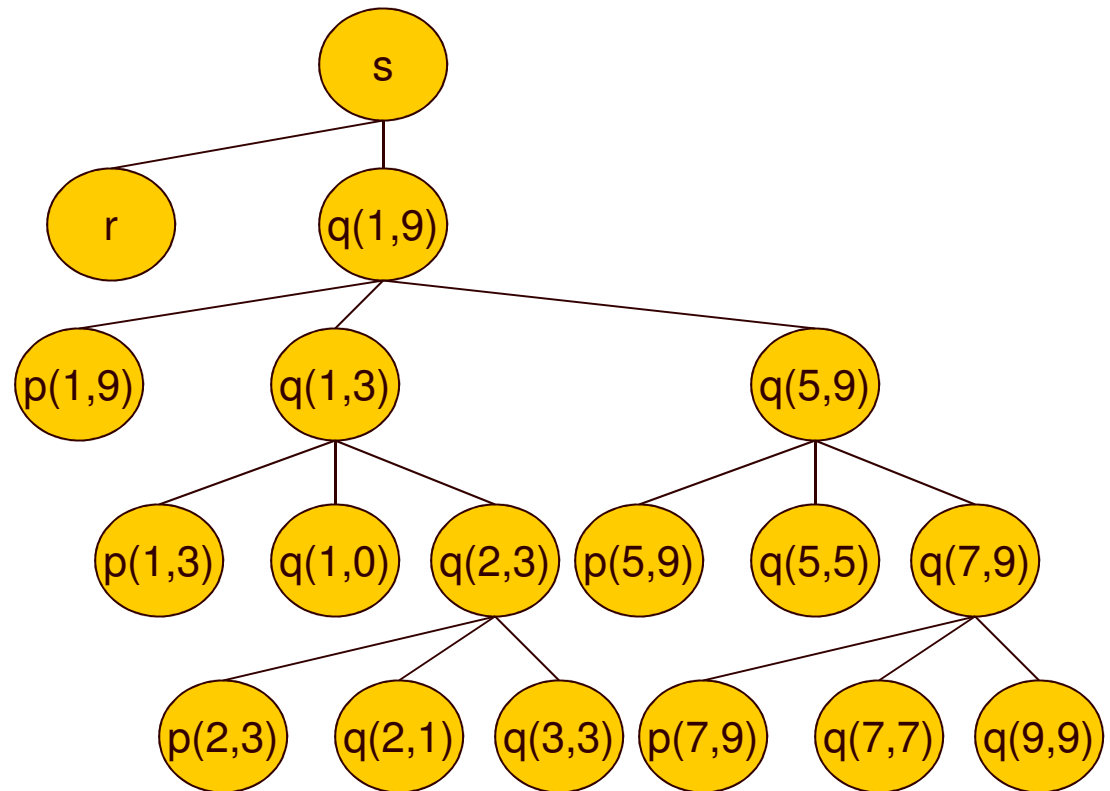 s
r q(1,9)
p(1,9) q(1,3) q(5,9)
p(1,3) q(1,0) q(2,3) p(5,9) q(5,5) q(7,9)
p(2,3) q(2,1) q(3,3) p(7,9) q(7,7) q(9,9)